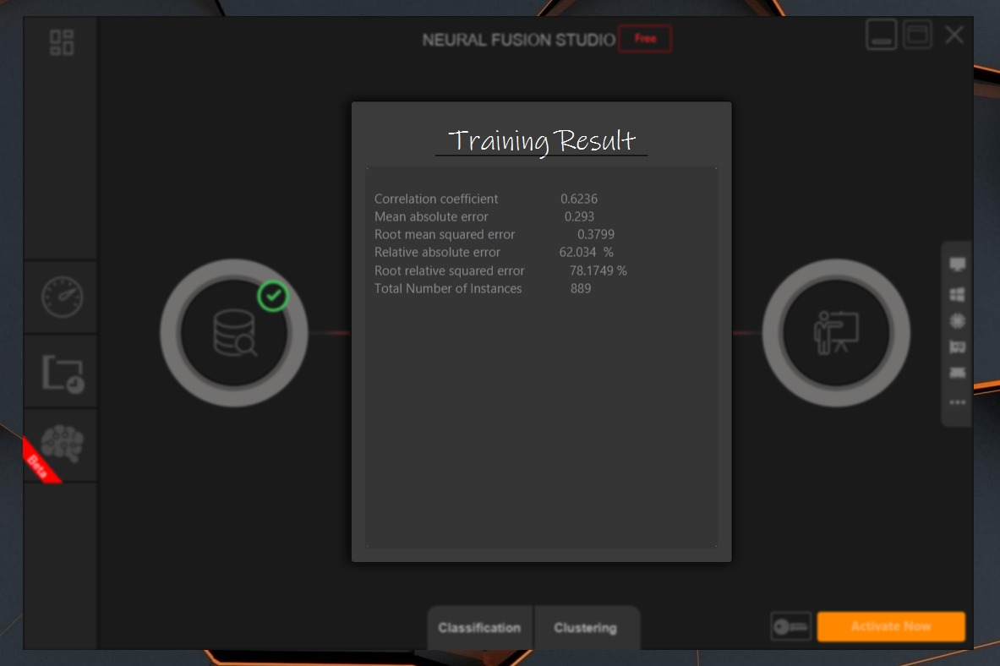 NEURAL FUSION STUDIO Free
Training Result
Correlation coefficient 0.6236
Mean absolute error 0.293
Root mean squared error 0.3799
Relative absolute error 62.034 %
Root relative squared error 78.1749 %
Total Number of Instances 889
Beta
Classification Clustering
Activate Now